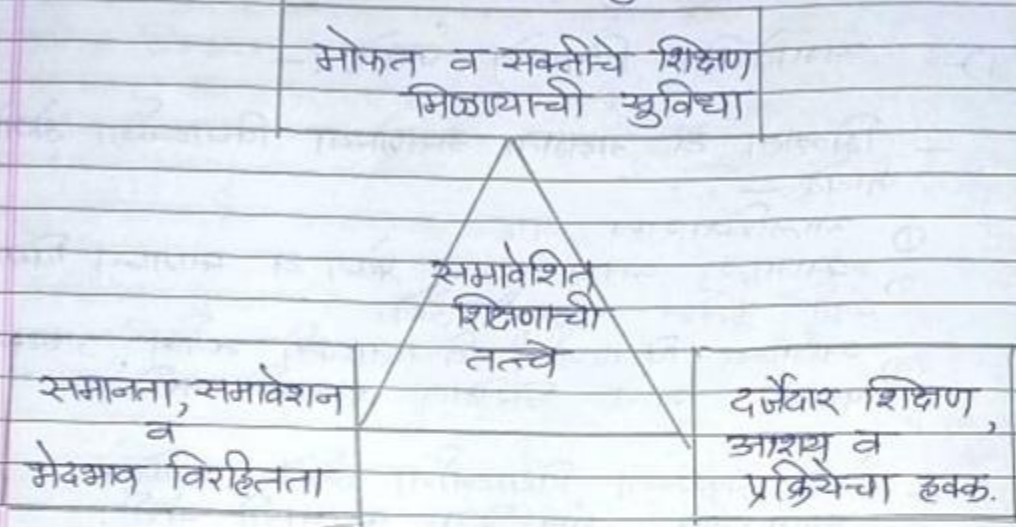 मोफत व सक्तीचे शिक्षण
मिळण्याची सुविधा
समावेशित
शिक्षणाची
तत्त्वे
समानता, समावेशन
व
भेदभाव विरहितता
दर्जेदार शिक्षण,
आशय व
प्रक्रियेचा हक्क.